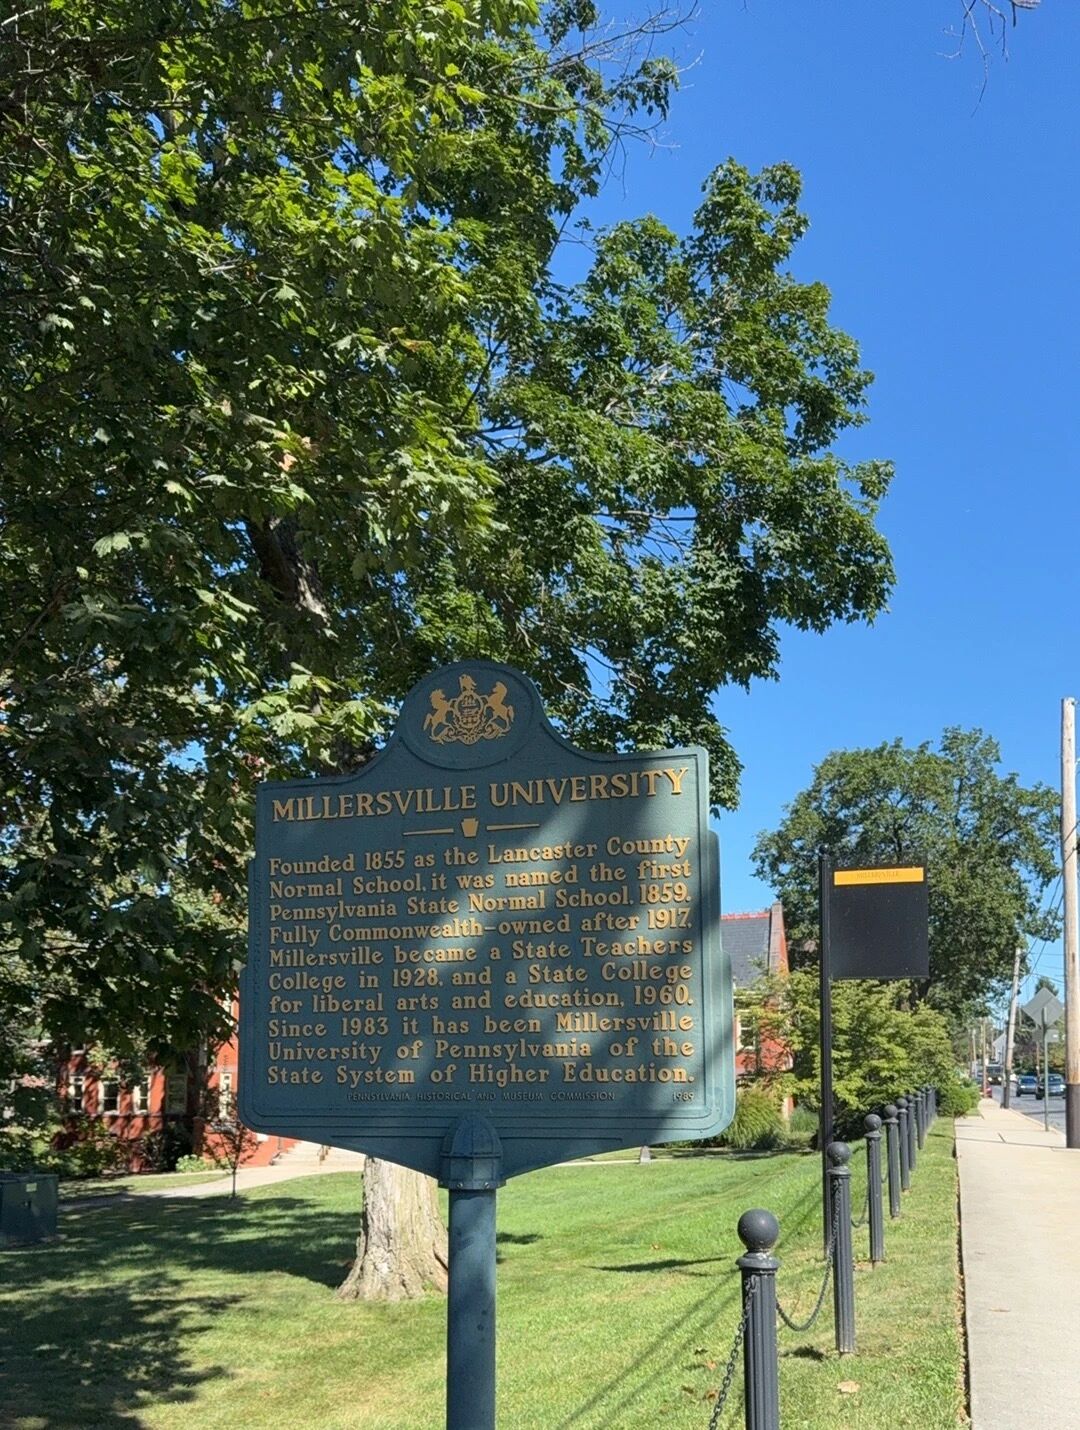 MILLERSVILLE UNIVERSITY
Founded 1855 as the Lancaster County
Normal School, it was named the first
Pennsylvania State Normal School, 1859.
Fully Commonwealth-owned after 1917,
Millersville became a State Teachers
College in 1928, and a State College
for liberal arts and education, 1960.
Since 1983 it has been Millersville
University of Pennsylvania of the
State System of Higher Education.
PENNSYLVANIA HISTORICAL AND MUSEUM COMMISSION 1989
MILLERSVILLE